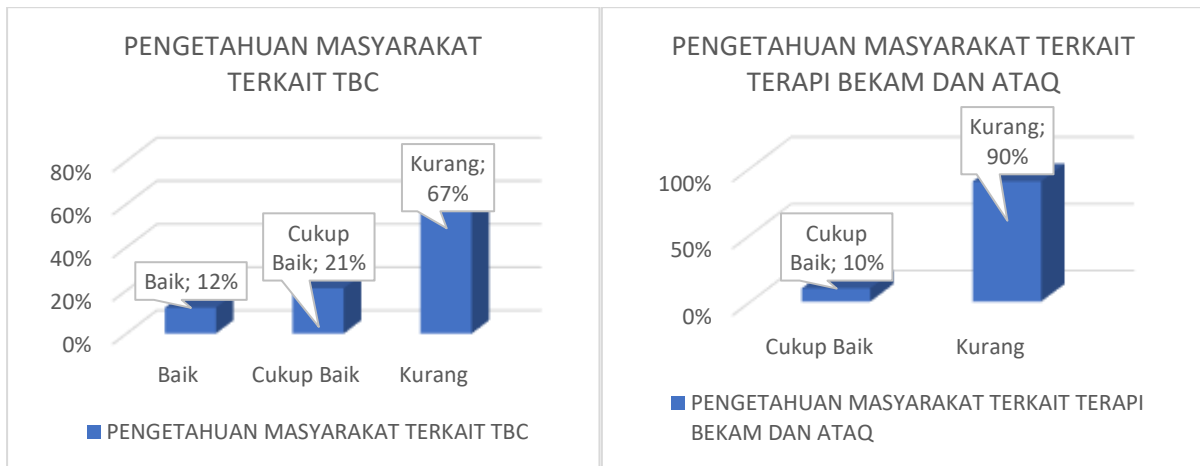 PENGETAHUAN MASYARAKAT
TERKAIT TBC
80%
60%
40%
20%
0%
Baik; 12%
Cukup
Baik; 21%
Kurang;
67%
Baik
Cukup Baik
Kurang
PENGETAHUAN MASYARAKAT TERKAIT TBC
PENGETAHUAN MASYARAKAT TERKAIT
TERAPI BEKAM DAN ATAQ
100%
50%
0%
Cukup
Baik; 10%
Kurang;
90%
Cukup Baik
Kurang
PENGETAHUAN MASYARAKAT TERKAIT TERAPI
BEKAM DAN ATAQ